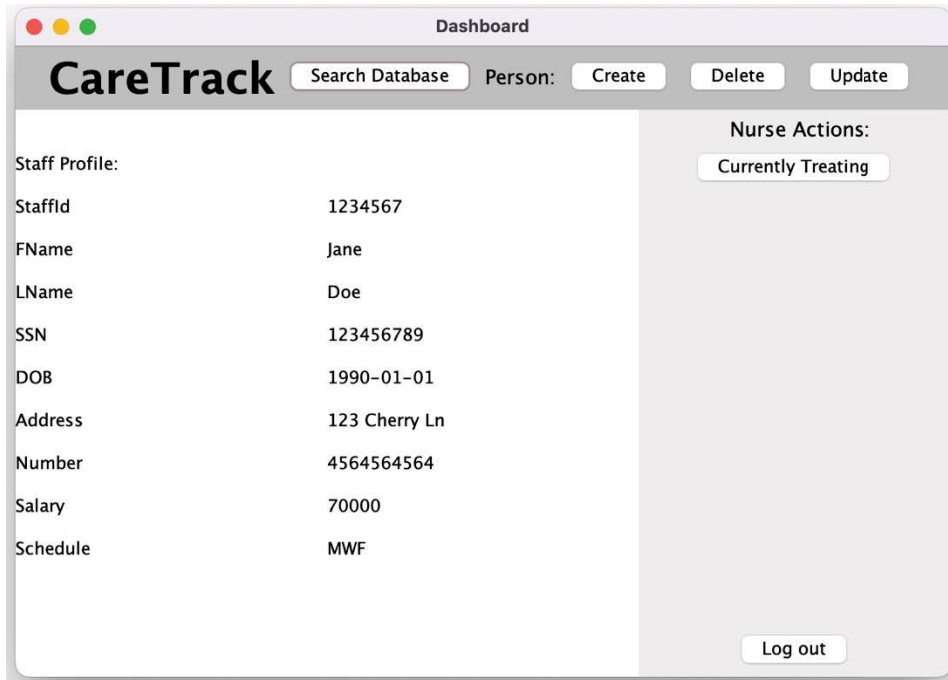 Dashboard
CareTrack Search Database Person: Create Delete Update
Nurse Actions:
Staff Profile: Currently Treating
StaffId 1234567
FName Jane
LName Doe
SSN 123456789
DOB 1990-01-01
Address 123 Cherry Ln
Number 4564564564
Salary 70000
Schedule MWF
Log out